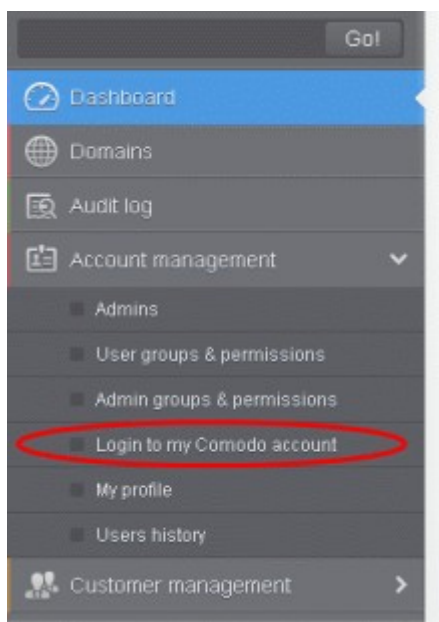 Go!
Dashboard
Domains
Audit log
Account management
Admins
User groups & permissions
Admin groups & permissions
Login to my Comodo account
My profile
Users history
Customer management